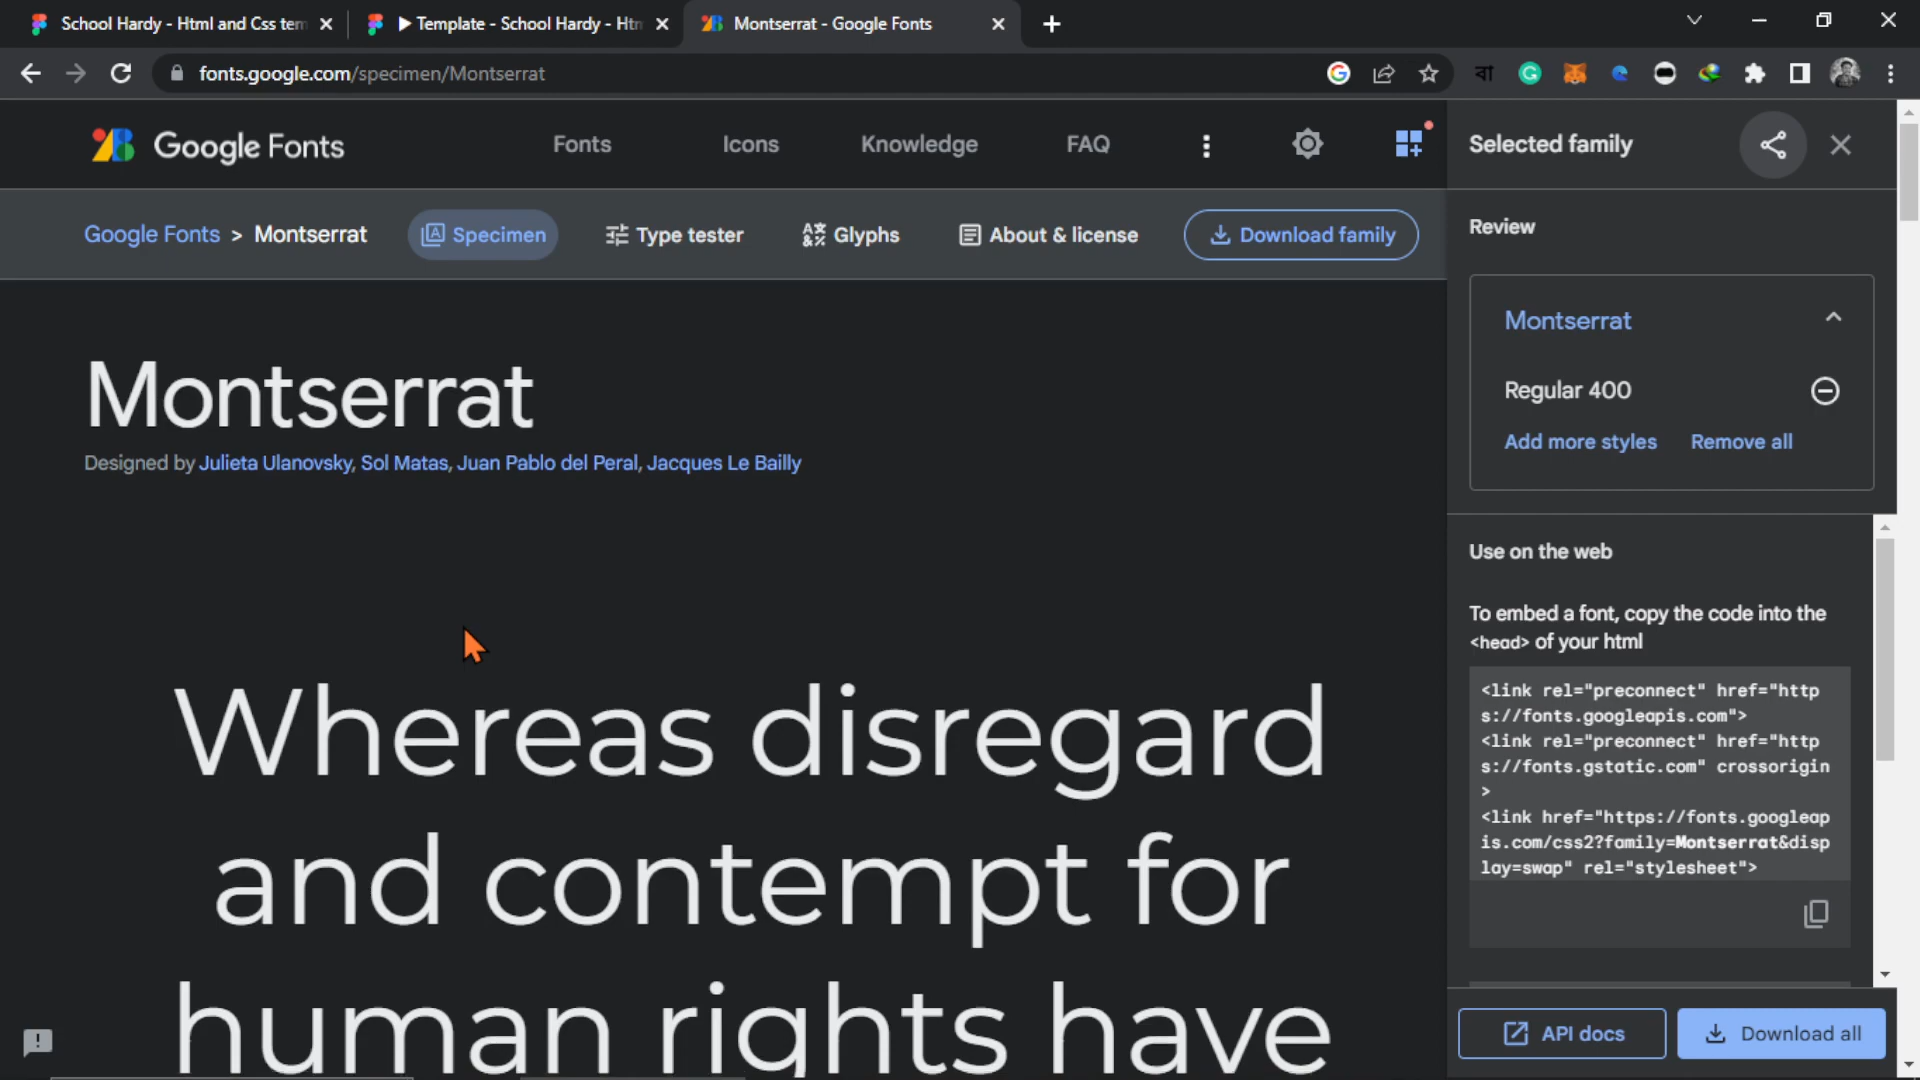 School Hardy - Html and Css tem
Template - School Hardy - Htm
Montserrat - Google Fonts
fonts.google.com/specimen/Montserrat
বা
Google Fonts
Fonts
Icons
Knowledge
FAQ
Selected family
Google Fonts > Montserrat
Specimen
Type tester
Glyphs
About & license
Download family
Review
Montserrat
Regular 400
Add more styles
Remove all
Montserrat
Designed by Julieta Ulanovsky, Sol Matas, Juan Pablo del Peral, Jacques Le Bailly
Whereas disregard
and contempt for
human rights have
Use on the web
To embed a font, copy the code into the
<head> of your html
<link rel="preconnect" href="http
s://fonts.googleapis.com">
<link rel="preconnect" href="http
s://fonts.gstatic.com" crossorigin
>
<link href="https://fonts.googleap
is.com/css2?family=Montserrat&disp
lay=swap" rel="stylesheet">
API docs
Download all